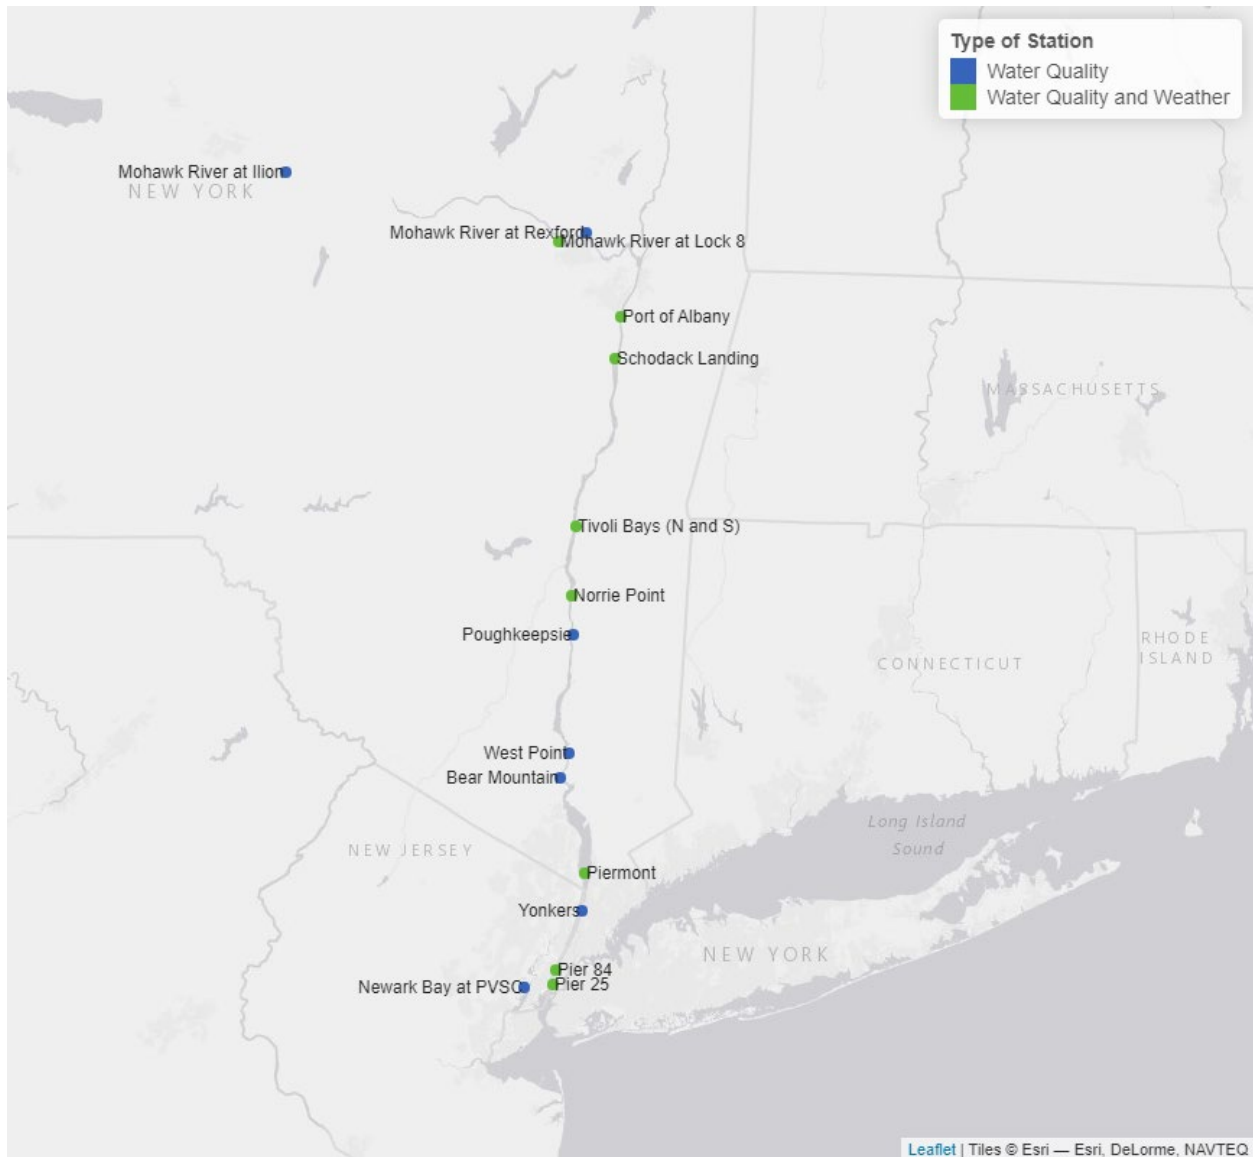 Type of Station
Water Quality
Water Quality and Weather
Mohawk River at Ilion
NEW YORK
Mohawk River at Rexford
Mohawk River at Lock 8
Port of Albany
Schodack Landing
MASSACHUSETTS
Tivoli Bays (N and S)
Norrie Point
Poughkeepsie
RHODE
ISLAND
CONNECTICUT
West Point
Bear Mountain
Long Island
Sound
NEW JERSEY
Piermont
Yonkers
NEW YORK
Pier 84
Newark Bay at PVSC
Pier 25
Leaflet | Tiles © Esri — Esri, DeLorme, NAVTEQ